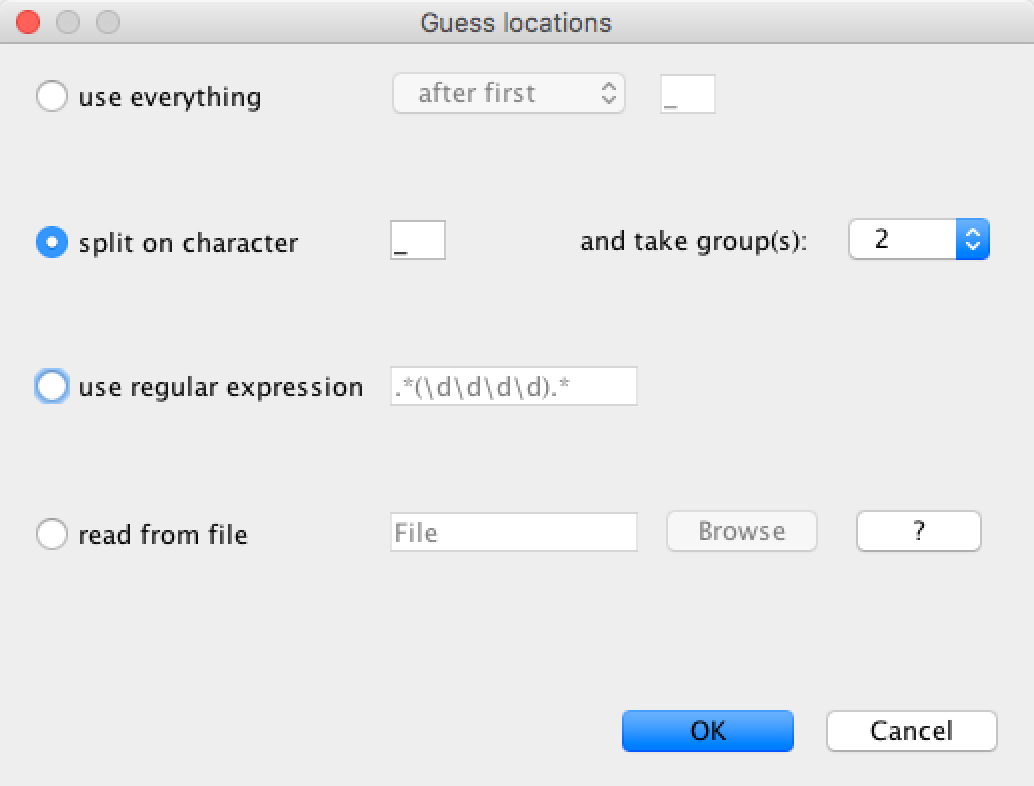 Guess locations
use everything after first _
split on character _ and take group(s): 2
use regular expression .*(\d\d\d\d).*
read from file File Browse ?
OK Cancel